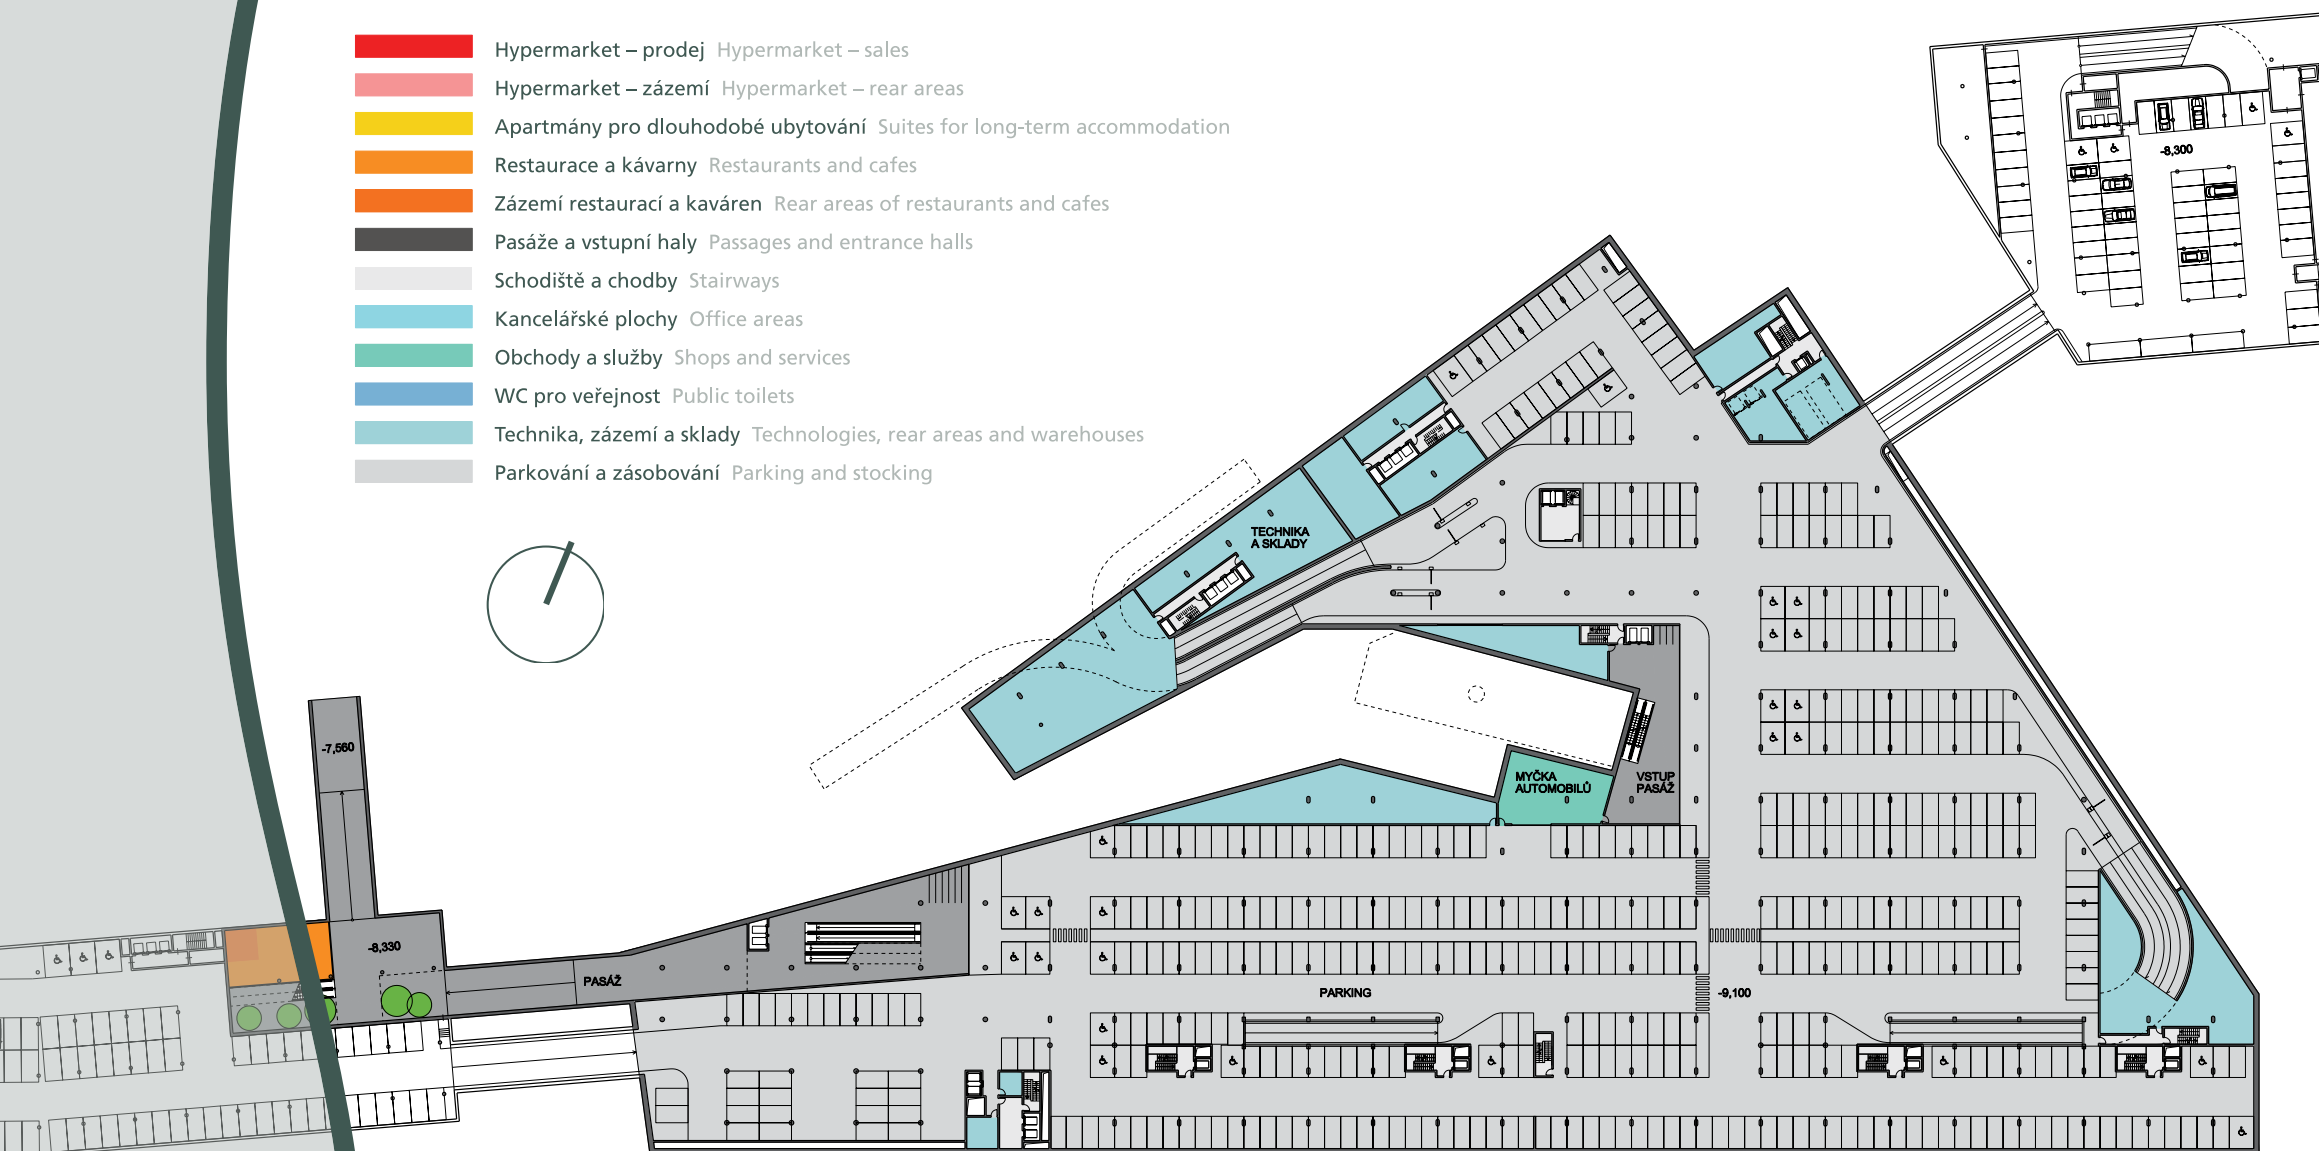 Hypermarket – prodej Hypermarket – sales
Hypermarket – zázemí Hypermarket – rear areas
Apartmány pro dlouhodobé ubytování Suites for long-term accommodation
Restaurace a kávarny Restaurants and cafes
Zázemí restaurací a kaváren Rear areas of restaurants and cafes
Pasáže a vstupní haly Passages and entrance halls
Schodiště a chodby Stairways
Kancelářské plochy Office areas
Obchody a služby Shops and services
WC pro veřejnost Public toilets
Technika, zázemí a sklady Technologies, rear areas and warehouses
Parkování a zásobování Parking and stocking
-8,300
TECHNIKA
A SKLADY
-7,560
MYČKA
AUTOMOBILŮ
VSTUP
PASÁŽ
-8,330
PASÁŽ
PARKING
-9,100